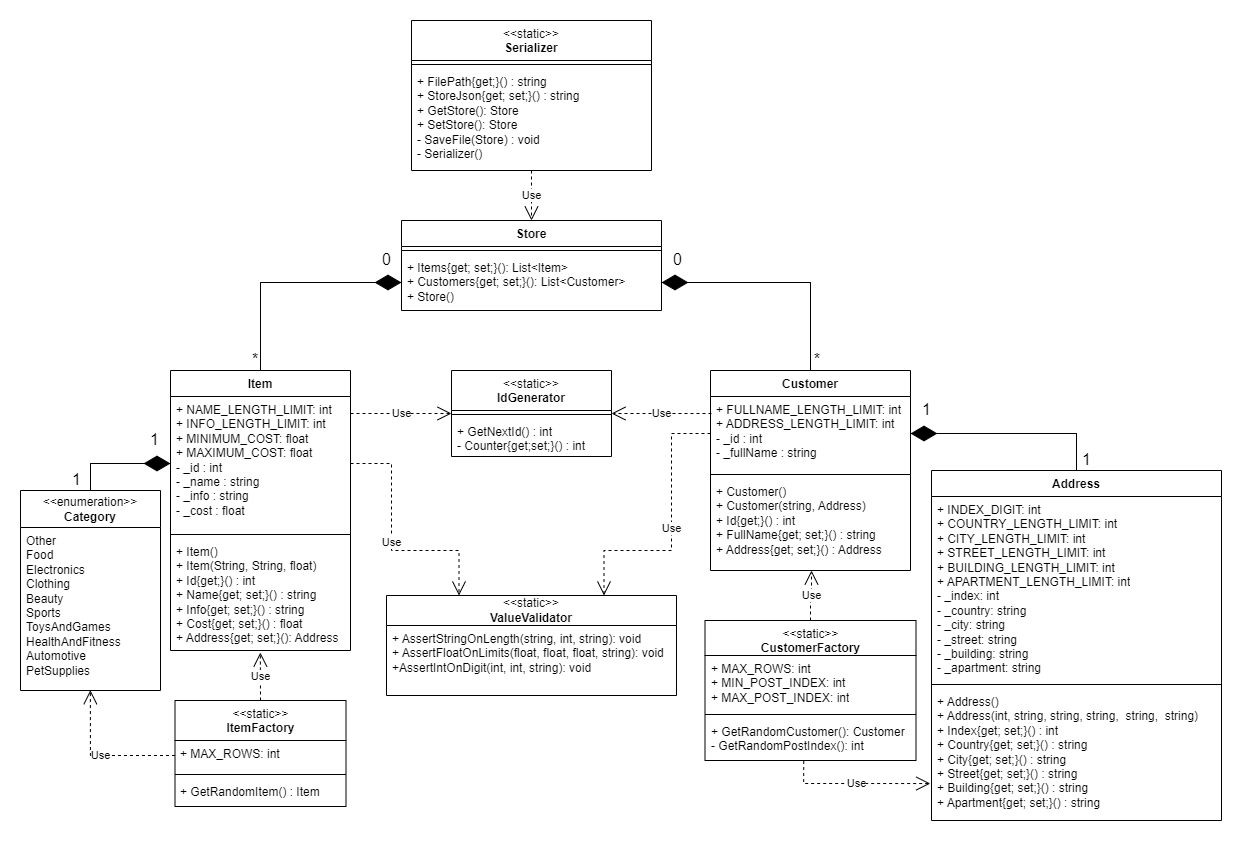 <<static>>
Serializer
+ FilePath{get;}() : string
+ StoreJson{get; set;}() : string
+ GetStore(): Store
+ SetStore(): Store
- SaveFile(Store) : void
- Serializer()
Use
Store
+ Items{get; set;}(): List<Item>
+ Customers{get; set;}(): List<Customer>
+ Store()
0
0
*
*
Item
+ NAME_LENGTH_LIMIT: int
+ INFO_LENGTH_LIMIT: int
+ MINIMUM_COST: float
+ MAXIMUM_COST: float
- _id : int
- _name : string
- _info : string
- _cost : float
+ Item()
+ Item(String, String, float)
+ Id{get;}() : int
+ Name{get; set;}() : string
+ Info{get; set;}() : string
+ Cost{get; set;}() : float
+ Address{get; set;}(): Address
Use
<<static>>
IdGenerator
+ GetNextId() : int
- Counter{get;set;}() : int
Use
Customer
+ FULLNAME_LENGTH_LIMIT: int
+ ADDRESS_LENGTH_LIMIT: int
- _id : int
- _fullName : string
+ Customer()
+ Customer(string, Address)
+ Id{get;}() : int
+ FullName{get; set;}() : string
+ Address{get; set;}() : Address
1
1
<<enumeration>>
Category
Other
Food
Electronics
Clothing
Beauty
Sports
ToysAndGames
HealthAndFitness
Automotive
PetSupplies
1
1
Address
+ INDEX_DIGIT: int
+ COUNTRY_LENGTH_LIMIT: int
+ CITY_LENGTH_LIMIT: int
+ STREET_LENGTH_LIMIT: int
+ BUILDING_LENGTH_LIMIT: int
+ APARTMENT_LENGTH_LIMIT: int
- _index: int
- _country: string
- _city: string
- _street: string
- _building: string
- _apartment: string
+ Address()
+ Address(int, string, string, string, string, string)
+ Index{get; set;}() : int
+ Country{get; set;}() : string
+ City{get; set;}() : string
+ Street{get; set;}() : string
+ Building{get; set;}() : string
+ Apartment{get; set;}() : string
Use
Use
<<static>>
ValueValidator
+ AssertStringOnLength(string, int, string): void
+ AssertFloatOnLimits(float, float, float, string): void
+AssertIntOnDigit(int, int, string): void
Use
<<static>>
CustomerFactory
+ MAX_ROWS: int
+ MIN_POST_INDEX: int
+ MAX_POST_INDEX: int
+ GetRandomCustomer(): Customer
- GetRandomPostIndex(): int
Use
Use
<<static>>
ItemFactory
+ MAX_ROWS: int
+ GetRandomItem() : Item
Use